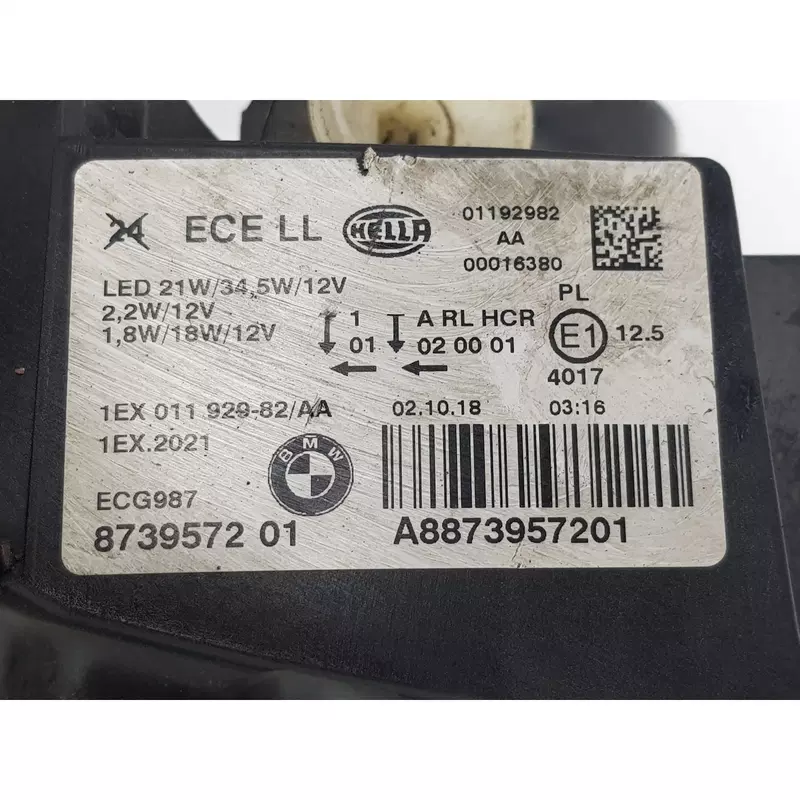 24 ECE LL HELLA 01192982
AA
00016380
LED 21W/34,5W/12V
2,2W/12V
1,8W/18W/12V
1 A RL HCR
01 02 00 01
PL
E1 12.5
4017
1EX 011 929-82/AA 02.10.18 03:16
1EX.2021
BMW
ECG987
8739572 01 A8873957201